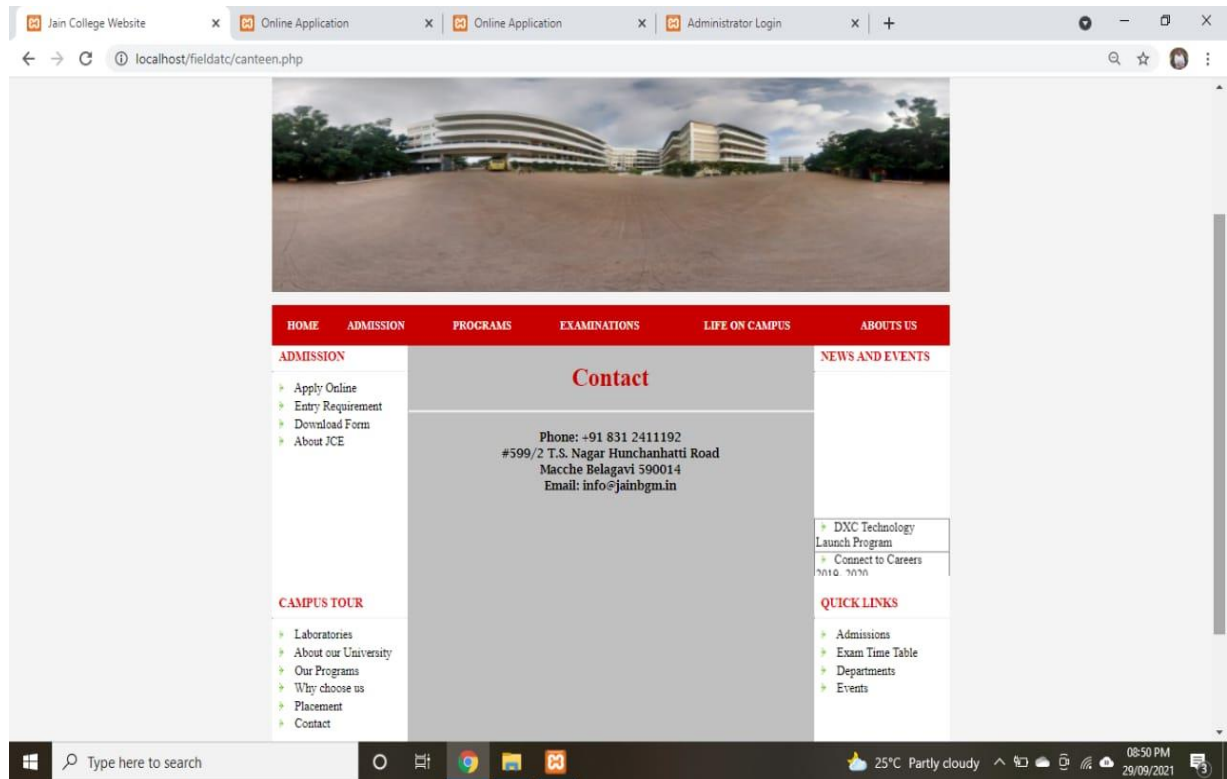 Jain College Website
Online Application
Online Application
Administrator Login
localhost/fieldatc/canteen.php
HOME ADMISSION PROGRAMS EXAMINATIONS LIFE ON CAMPUS ABOUTS US
ADMISSION
Apply Online
Entry Requirement
Download Form
About JCE
CAMPUS TOUR
Laboratories
About our University
Our Programs
Why choose us
Placement
Contact
Contact
Phone: +91 831 2411192
#599/2 T.S. Nagar Hunchanhatti Road
Macche Belagavi 590014
Email: info@jainbgm.in
NEWS AND EVENTS
DXC Technology
Launch Program
Connect to Careers
2019- 2020
QUICK LINKS
Admissions
Exam Time Table
Departments
Events
Type here to search
25°C Partly cloudy
08:50 PM
29/09/2021
3